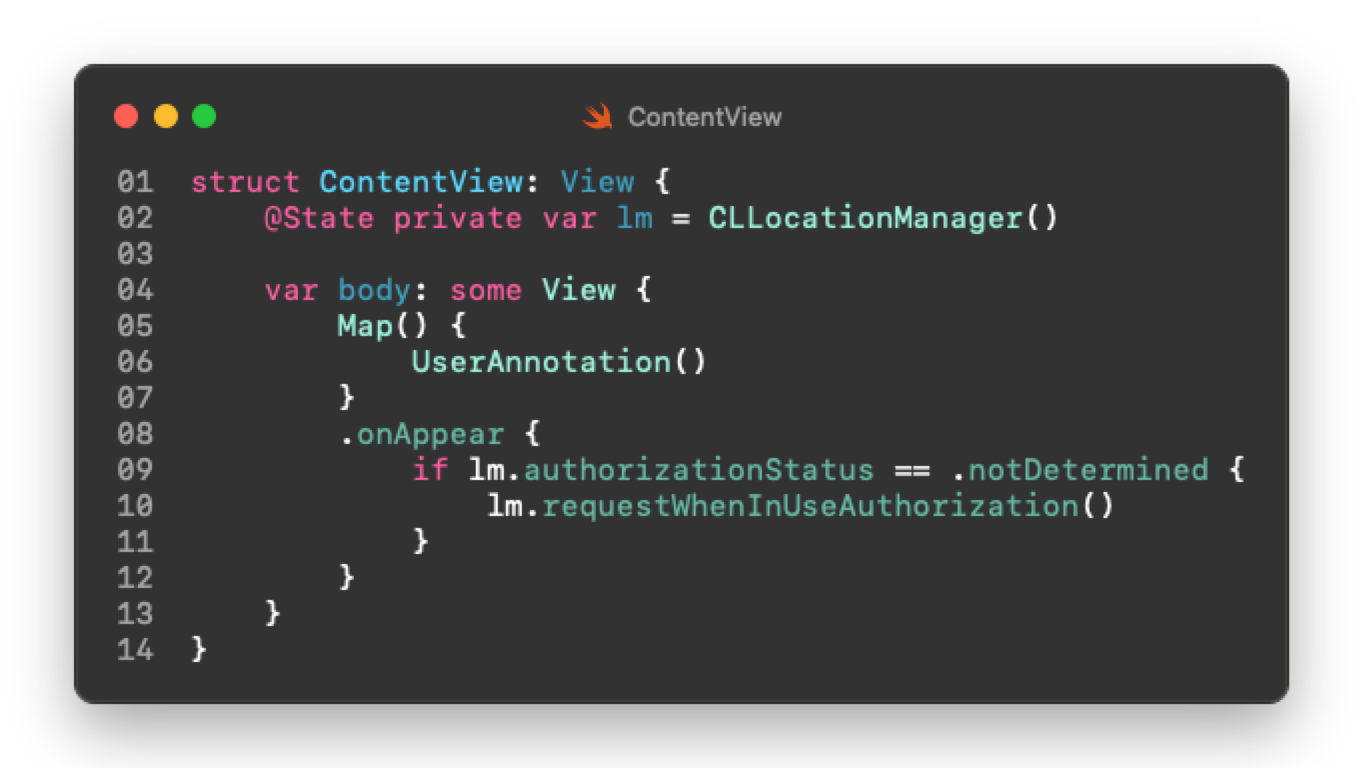 ContentView
01 struct ContentView: View {
02     @State private var lm = CLLocationManager()
03
04     var body: some View {
05         Map() {
06             UserAnnotation()
07         }
08         .onAppear {
09             if lm.authorizationStatus == .notDetermined {
10                 lm.requestWhenInUseAuthorization()
11             }
12         }
13     }
14 }